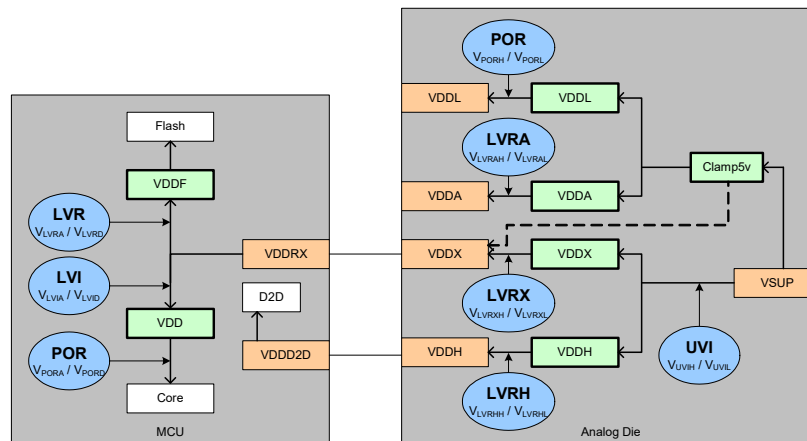 Flash
VDDF
LVR
VLVRA / VLVRD
LVI
VLVIA / VLVID
VDD
POR
VPORA / VPORD
Core
VDDRX
D2D
VDDD2D
MCU
POR
VPORH / VPORL
VDDL
VDDL
LVRA
VLVRAH / VLVRAL
Clamp5v
VDDA
VDDA
VDDX
VDDX
LVRX
VLVRXH / VLVRXL
VSUP
VDDH
VDDH
UVI
VUVIH / VUVIL
LVRH
VLVRHH / VLVRHL
Analog Die